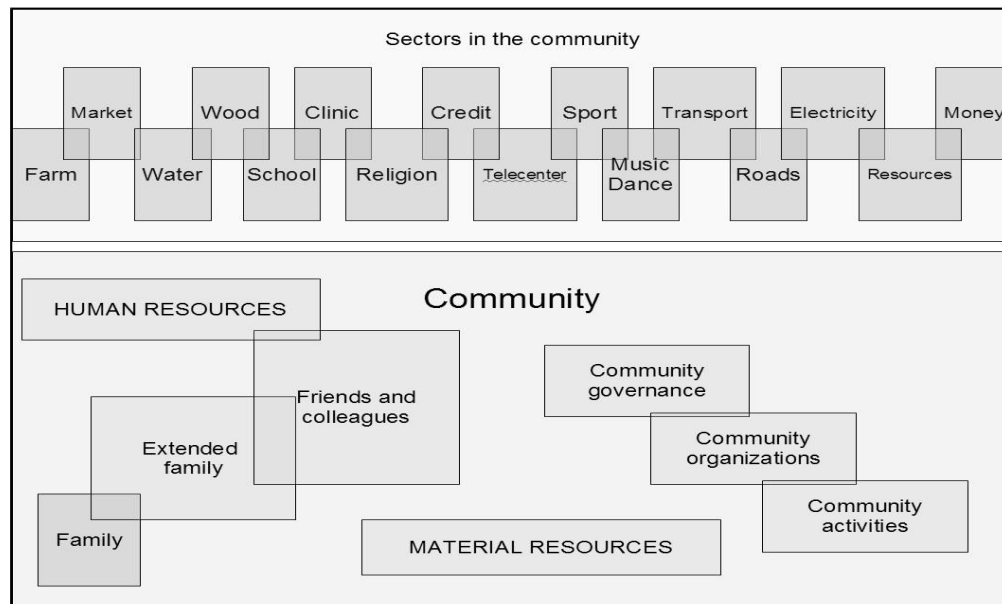 Sectors in the community
Market Wood Clinic Credit Sport Transport Electricity Money
Farm Water School Religion Telecenter Music Dance Roads Resources
HUMAN RESOURCES
Community
Friends and
colleagues
Community
governance
Extended
family
Community
organizations
Family
Community
activities
MATERIAL RESOURCES